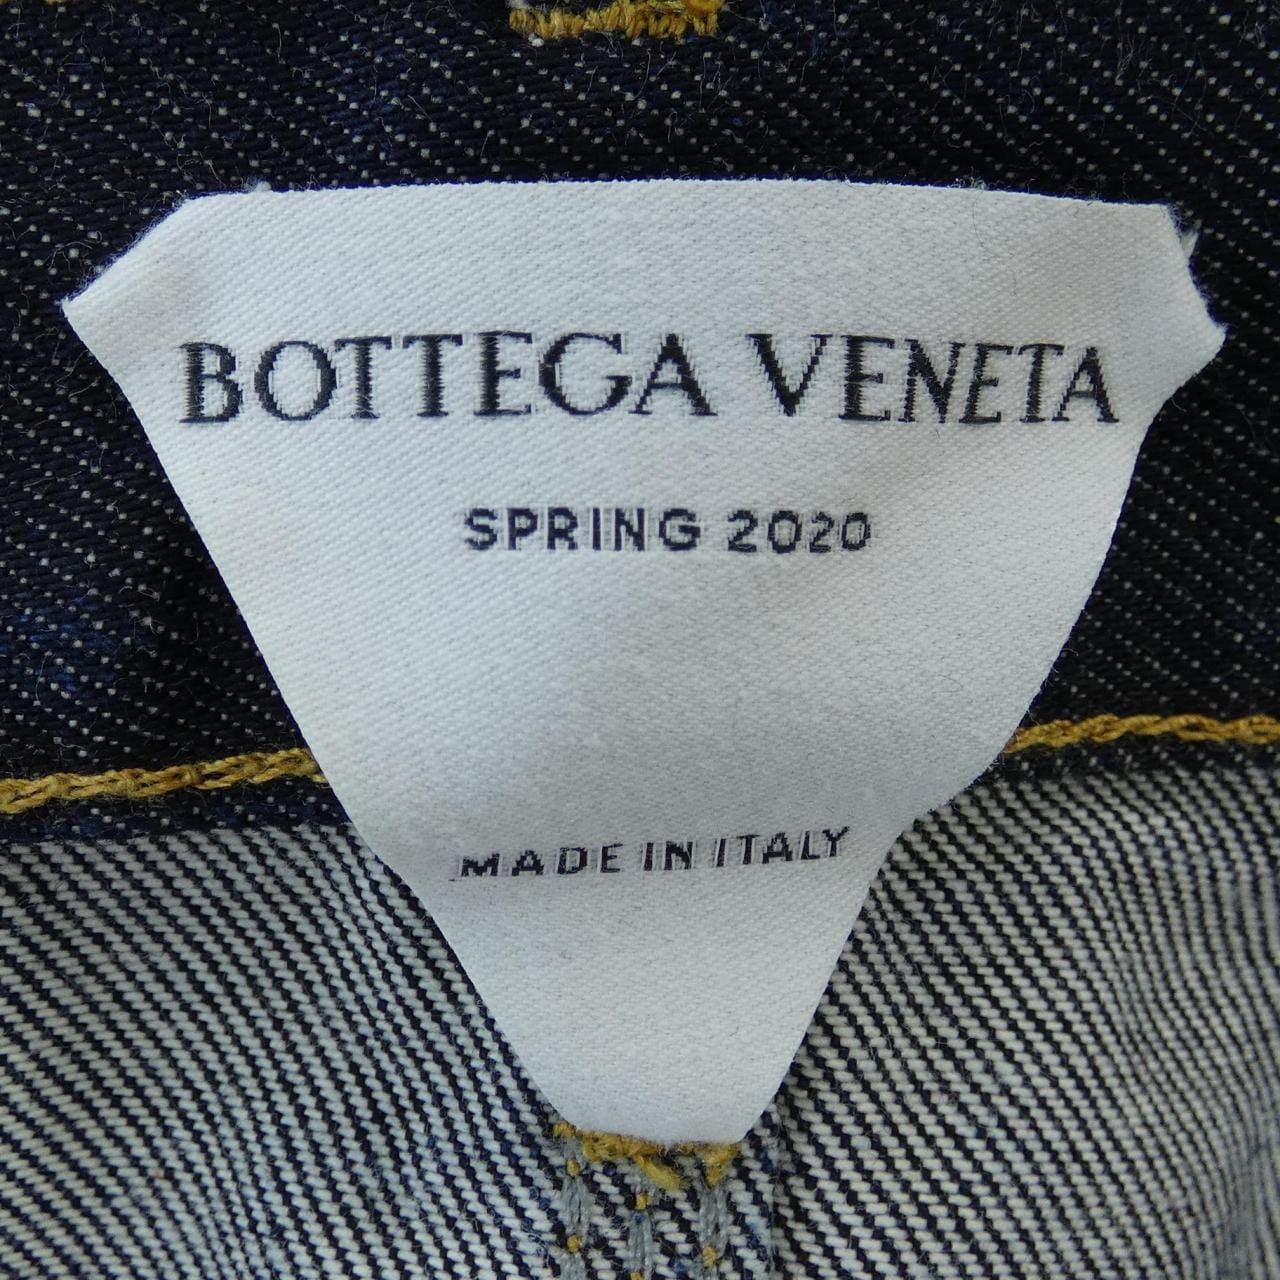 BOTTEGA VENETA
SPRING 2020
MADE IN ITALY